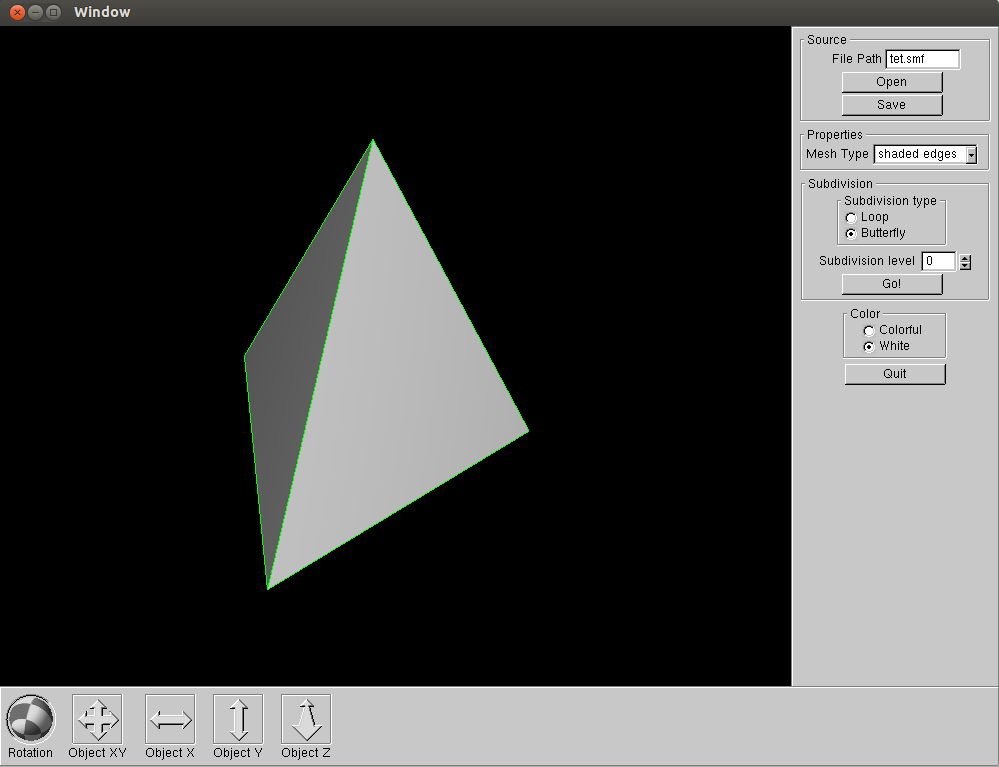 Window
Source
File Path tet.smf
Open
Save
Properties
Mesh Type shaded edges
Subdivision
Subdivision type
Loop
Butterfly
Subdivision level 0
Go!
Color
Colorful
White
Quit
Rotation Object XY Object X Object Y Object Z